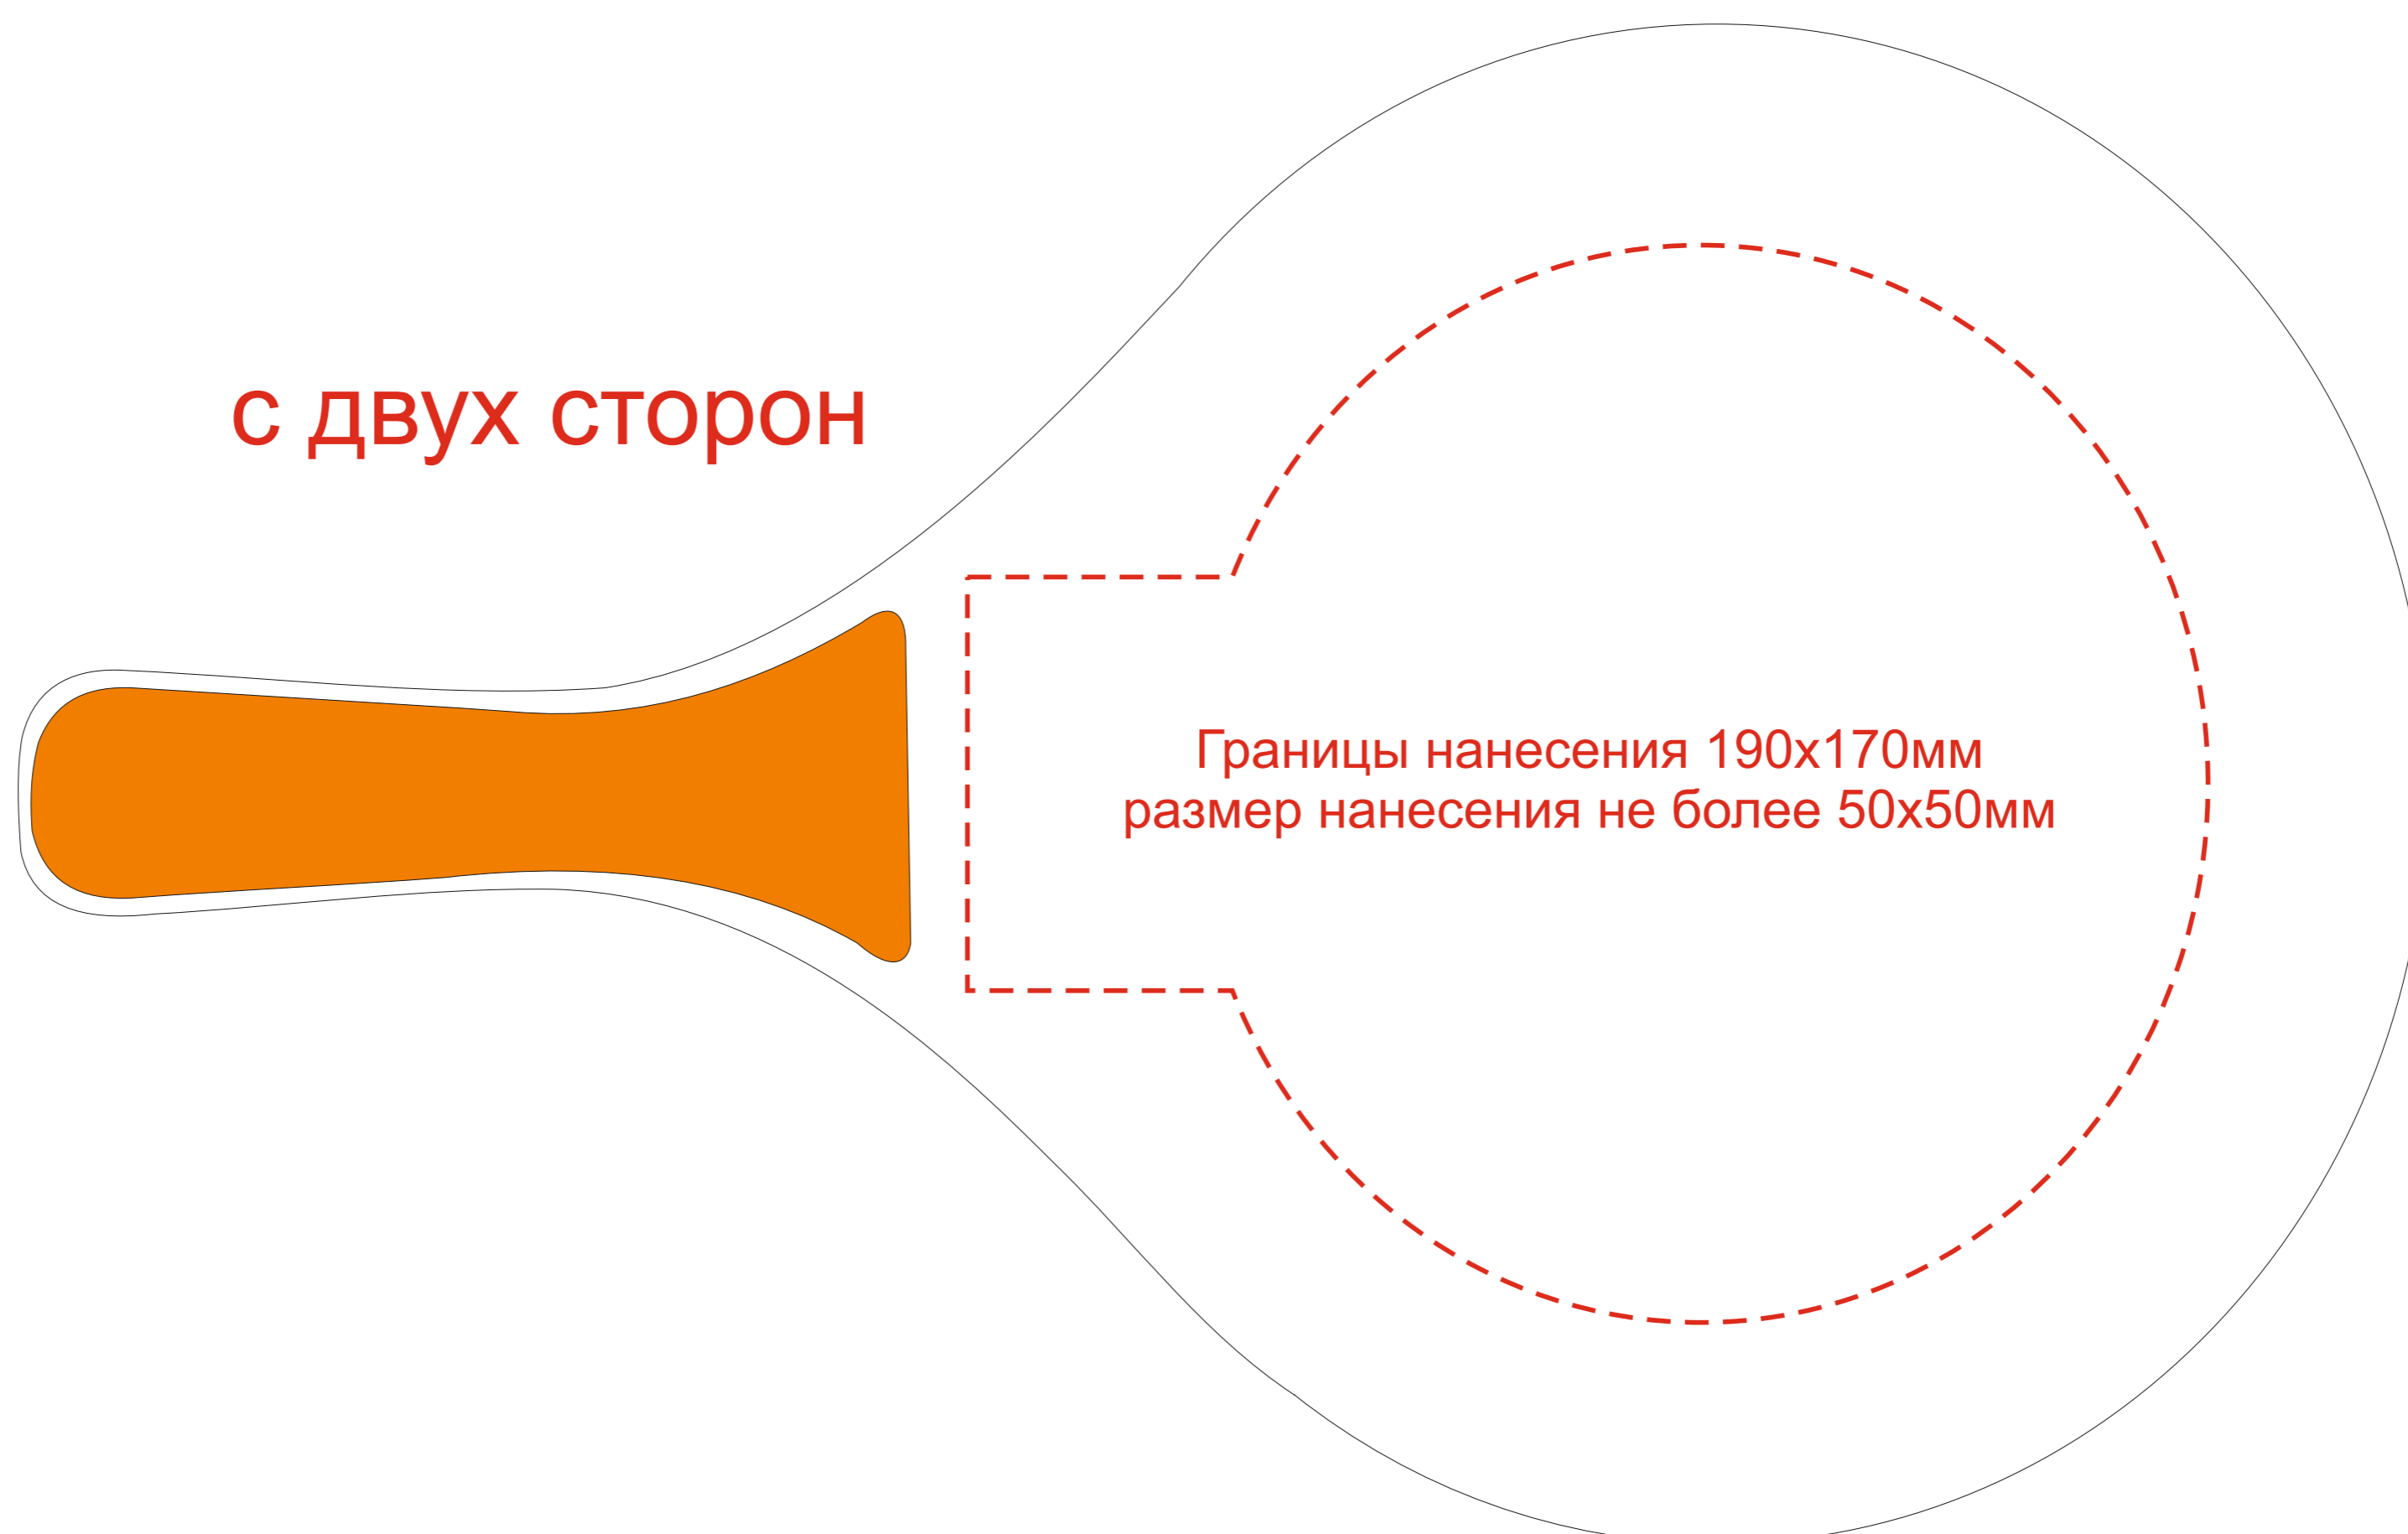 с двух сторон
Границы нанесения 190х170мм
размер нанесения не более 50х50мм